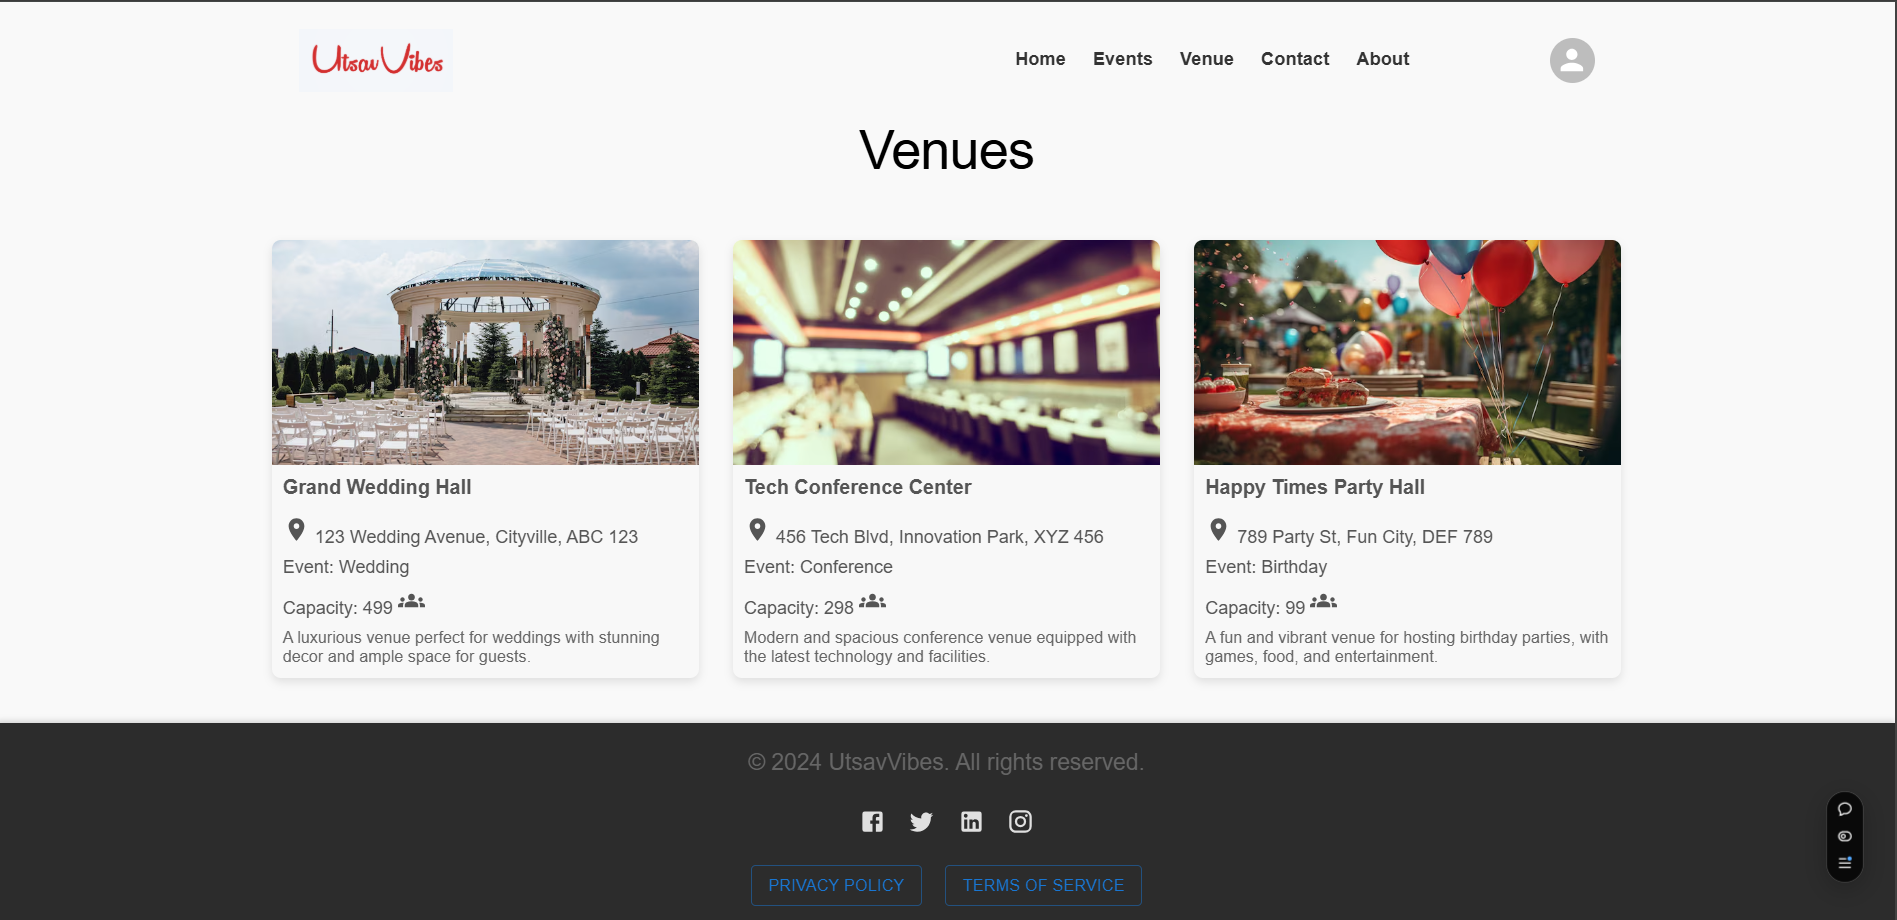 Utsav Vibes
Home Events Venue Contact About
Venues
Grand Wedding Hall
123 Wedding Avenue, Cityville, ABC 123
Event: Wedding
Capacity: 499
A luxurious venue perfect for weddings with stunning
decor and ample space for guests.
Tech Conference Center
456 Tech Blvd, Innovation Park, XYZ 456
Event: Conference
Capacity: 298
Modern and spacious conference venue equipped with
the latest technology and facilities.
Happy Times Party Hall
789 Party St, Fun City, DEF 789
Event: Birthday
Capacity: 99
A fun and vibrant venue for hosting birthday parties, with
games, food, and entertainment.
© 2024 UtsavVibes. All rights reserved.
PRIVACY POLICY TERMS OF SERVICE